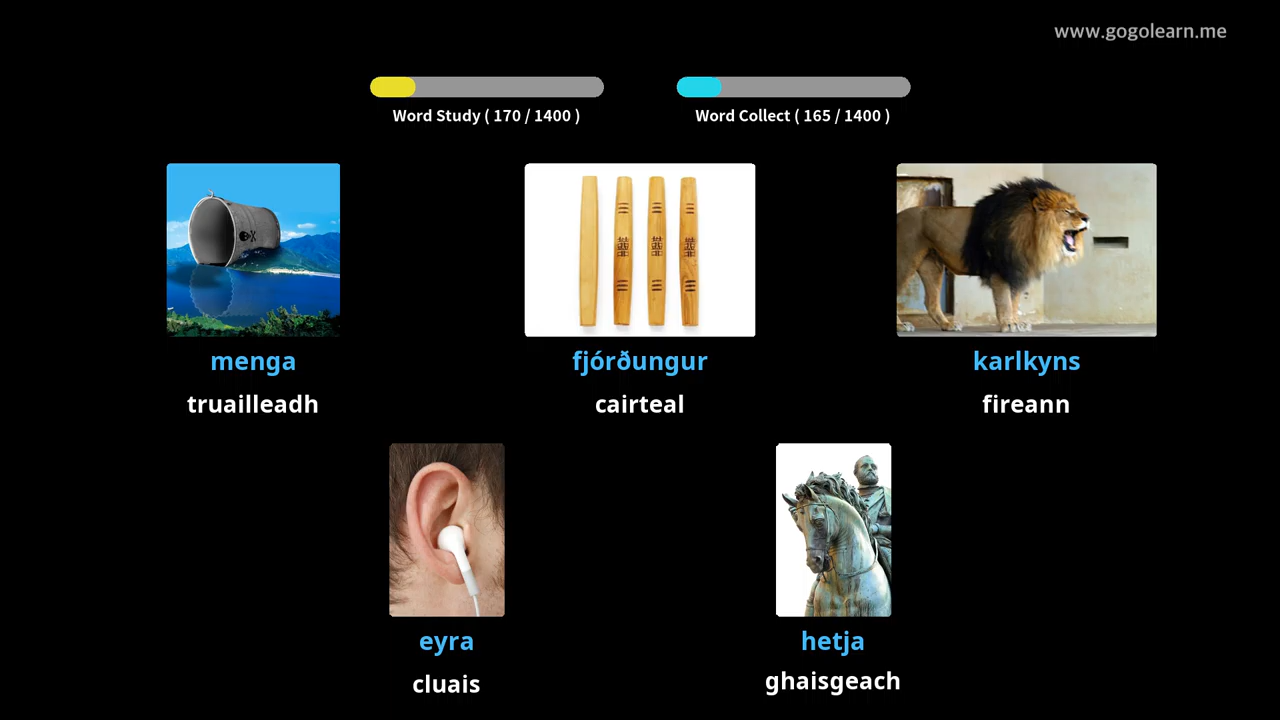 www.gogolearn.me
Word Study ( 170 / 1400 )
Word Collect ( 165 / 1400 )
menga
fjórðungur
karlkyns
truailleadh
cairteal
fireann
eyra
hetja
cluais
ghaisgeach